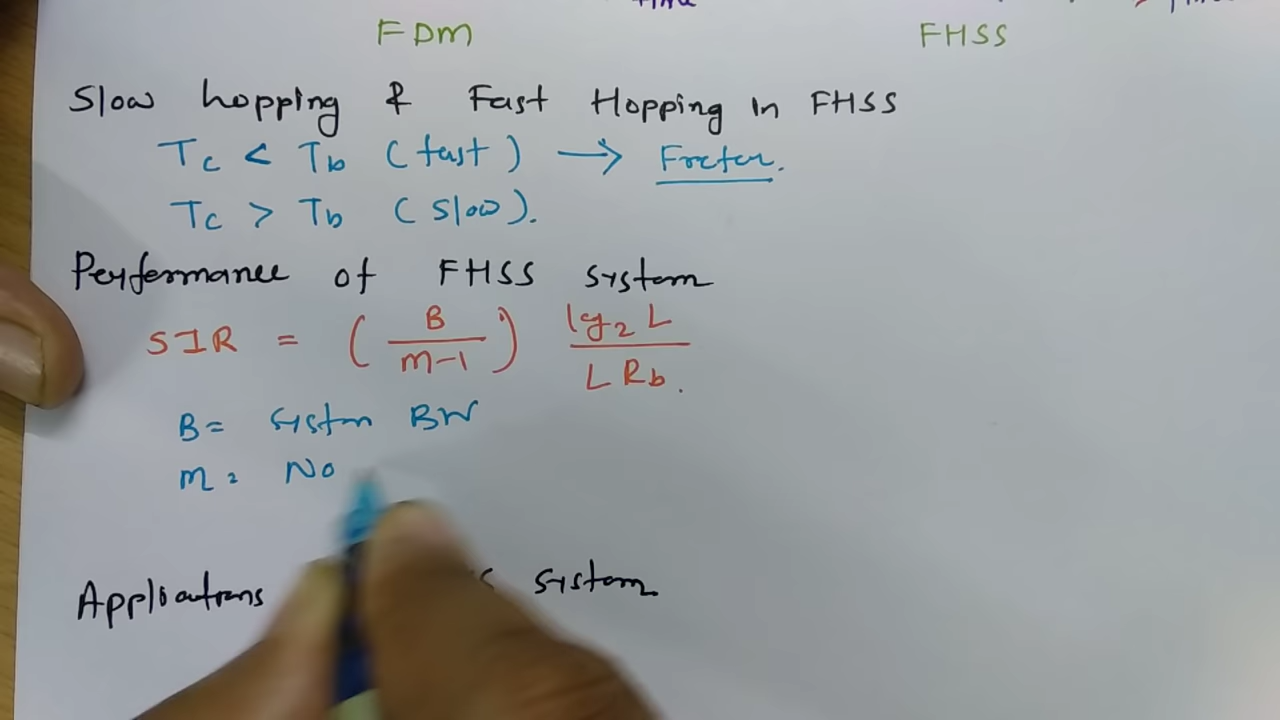 FDM FHSS
Slow hopping & Fast Hopping in FHSS
Tc < Tb (fast) →
Tc > Tb (slow).
Performance of FHSS system
SIR = (B/m-1) log2 L/L Rb.
B= system BW
m = No
Applications system